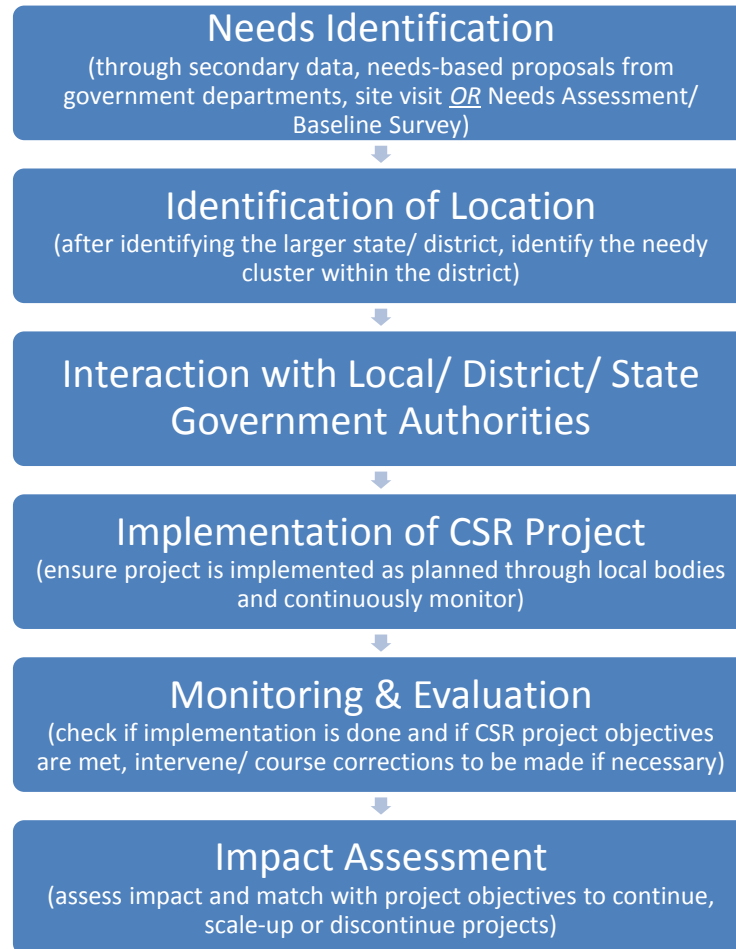 Needs Identification
(through secondary data, needs-based proposals from
government departments, site visit OR Needs Assessment/
Baseline Survey)
Identification of Location
(after identifying the larger state/ district, identify the needy
cluster within the district)
Interaction with Local/ District/ State
Government Authorities
Implementation of CSR Project
(ensure project is implemented as planned through local bodies
and continuously monitor)
Monitoring & Evaluation
(check if implementation is done and if CSR project objectives
are met, intervene/ course corrections to be made if necessary)
Impact Assessment
(assess impact and match with project objectives to continue,
scale-up or discontinue projects)